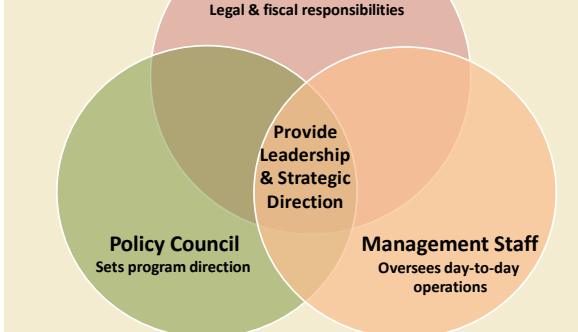 Legal & fiscal responsibilities
Provide
Leadership
& Strategic
Direction
Policy Council
Sets program direction
Management Staff
Oversees day-to-day
operations